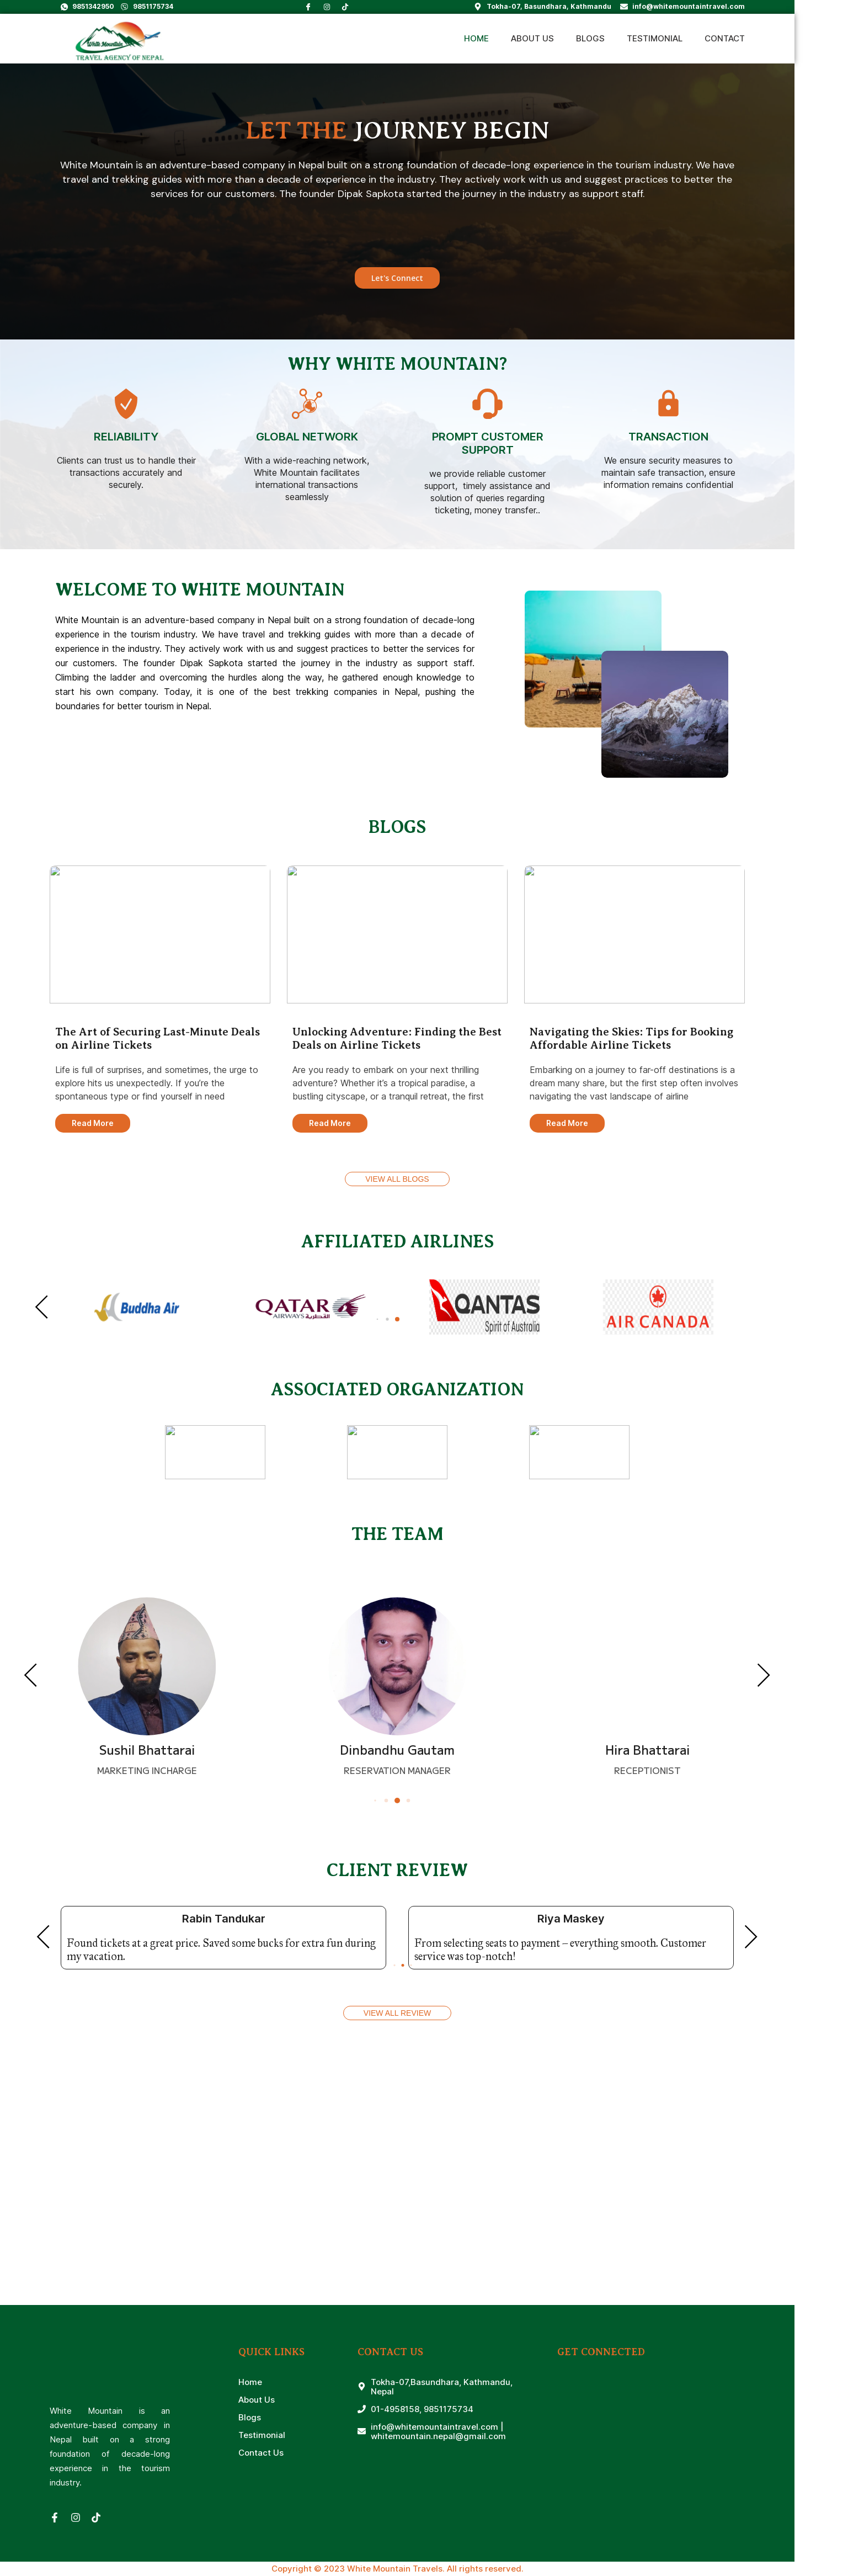 9851342950 9851175734 Tokha-07, Basundhara, Kathmandu info@whitemountaintravel.com
White Mountain
TRAVEL AGENCY OF NEPAL
HOME ABOUT US BLOGS TESTIMONIAL CONTACT
LET THE JOURNEY BEGIN
White Mountain is an adventure-based company in Nepal built on a strong foundation of decade-long experience in the tourism industry. We have
travel and trekking guides with more than a decade of experience in the industry. They actively work with us and suggest practices to better the
services for our customers. The founder Dipak Sapkota started the journey in the industry as support staff.
Let's Connect
WHY WHITE MOUNTAIN?
RELIABILITY
Clients can trust us to handle their
transactions accurately and
securely.
GLOBAL NETWORK
With a wide-reaching network,
White Mountain facilitates
international transactions
seamlessly
PROMPT CUSTOMER
SUPPORT
we provide reliable customer
support, timely assistance and
solution of queries regarding
ticketing, money transfer..
TRANSACTION
We ensure security measures to
maintain safe transaction, ensure
information remains confidential
WELCOME TO WHITE MOUNTAIN
White Mountain is an adventure-based company in Nepal built on a strong foundation of decade-long
experience in the tourism industry. We have travel and trekking guides with more than a decade of
experience in the industry. They actively work with us and suggest practices to better the services for
our customers. The founder Dipak Sapkota started the journey in the industry as support staff.
Climbing the ladder and overcoming the hurdles along the way, he gathered enough knowledge to
start his own company. Today, it is one of the best trekking companies in Nepal, pushing the
boundaries for better tourism in Nepal.
BLOGS
The Art of Securing Last-Minute Deals
on Airline Tickets
Life is full of surprises, and sometimes, the urge to
explore hits us unexpectedly. If you're the
spontaneous type or find yourself in need
Read More
Unlocking Adventure: Finding the Best
Deals on Airline Tickets
Are you ready to embark on your next thrilling
adventure? Whether it's a tropical paradise, a
bustling cityscape, or a tranquil retreat, the first
Read More
Navigating the Skies: Tips for Booking
Affordable Airline Tickets
Embarking on a journey to far-off destinations is a
dream many share, but the first step often involves
navigating the vast landscape of airline
Read More
VIEW ALL BLOGS
AFFILIATED AIRLINES
Buddha Air
QATAR
AIRWAYS القطرية
QANTAS
Spirit of Australia
AIR CANADA
ASSOCIATED ORGANIZATION
THE TEAM
Sushil Bhattarai
MARKETING INCHARGE
Dinbandhu Gautam
RESERVATION MANAGER
Hira Bhattarai
RECEPTIONIST
CLIENT REVIEW
Rabin Tandukar
Found tickets at a great price. Saved some bucks for extra fun during
my vacation.
Riya Maskey
From selecting seats to payment – everything smooth. Customer
service was top-notch!
VIEW ALL REVIEW
White Mountain is an
adventure-based company in
Nepal built on a strong
foundation of decade-long
experience in the tourism
industry.
QUICK LINKS
Home
About Us
Blogs
Testimonial
Contact Us
CONTACT US
Tokha-07,Basundhara, Kathmandu,
Nepal
01-4958158, 9851175734
info@whitemountaintravel.com |
whitemountain.nepal@gmail.com
GET CONNECTED
Copyright © 2023 White Mountain Travels. All rights reserved.